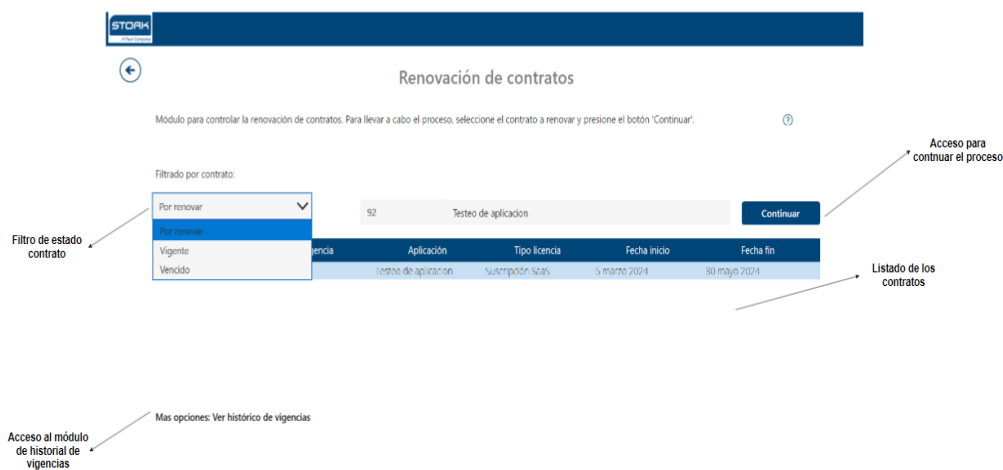 STORK
Renovación de contratos
Módulo para controlar la renovación de contratos. Para llevar a cabo el proceso, seleccione el contrato a renovar y presione el botón 'Continuar'.
?
Acceso para
contnuar el proceso
Filtrado por contrato:
Por renovar
92 Testeo de aplicacion
Continuar
Por renovar
Vigente
Vencido
Filtro de estado
contrato
gencia Aplicación Tipo licencia Fecha inicio Fecha fin
Testeo de aplicacion Suscripción SaaS 5 marzo 2024 30 mayo 2024
Listado de los
contratos
Mas opciones: Ver histórico de vigencias
Acceso al módulo
de historial de
vigencias